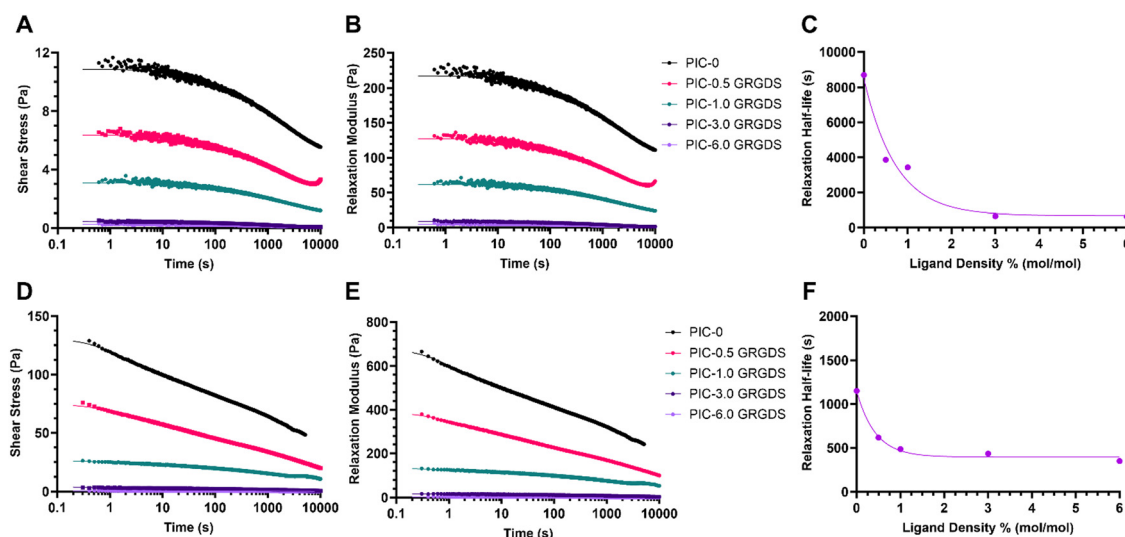 A
Shear Stress (Pa)
12
9
6
3
0
0.1
1
10
100
1000
10000
Time (s)
B
Relaxation Modulus (Pa)
250
200
150
100
50
0
0.1
1
10
100
1000
10000
Time (s)
PIC-0
PIC-0.5 GRGDS
PIC-1.0 GRGDS
PIC-3.0 GRGDS
PIC-6.0 GRGDS
C
Relaxation Half-life (s)
10000
8000
6000
4000
2000
0
0
1
2
3
4
5
Ligand Density % (mol/mol)
D
Shear Stress (Pa)
150
100
50
0
0.1
1
10
100
1000
10000
Time (s)
E
Relaxation Modulus (Pa)
800
600
400
200
0
0.1
1
10
100
1000
10000
Time (s)
PIC-0
PIC-0.5 GRGDS
PIC-1.0 GRGDS
PIC-3.0 GRGDS
PIC-6.0 GRGDS
F
Relaxation Half-life (s)
2000
1500
1000
500
0
0
1
2
3
4
5
6
Ligand Density % (mol/mol)